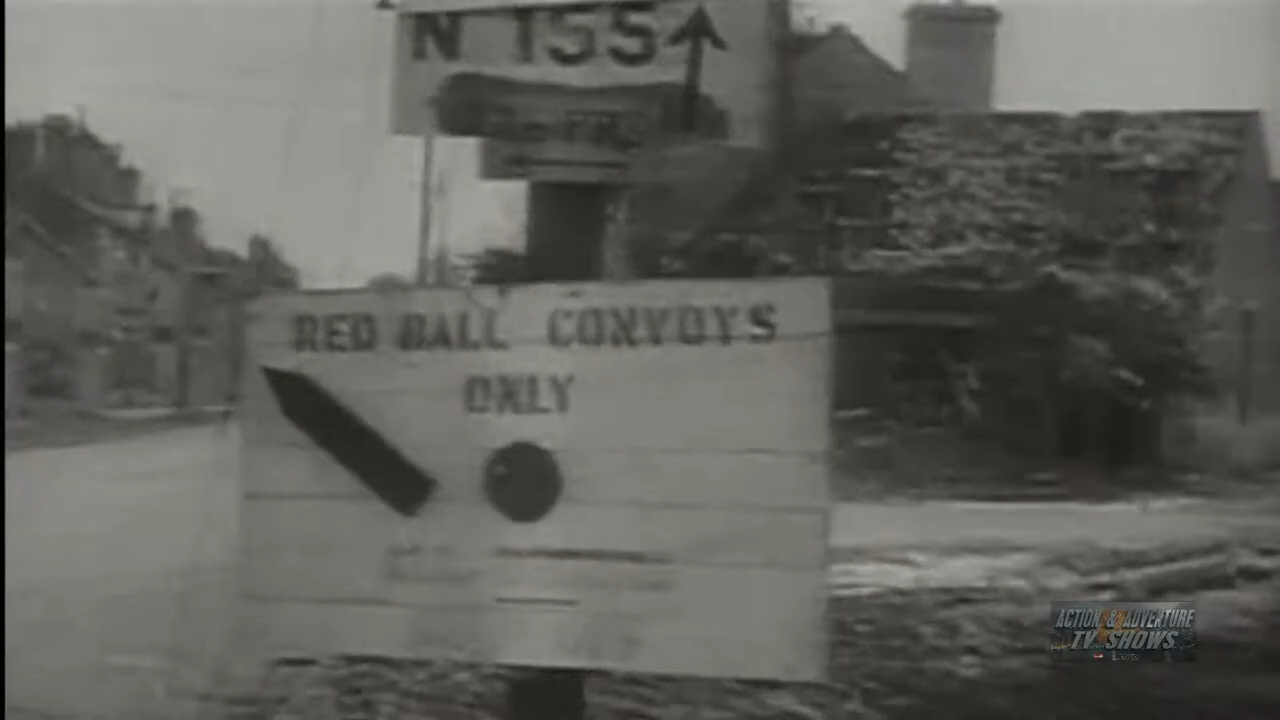 N 155
RED BALL CONVOYS
ONLY
ACTION & ADVENTURE
TV SHOWS